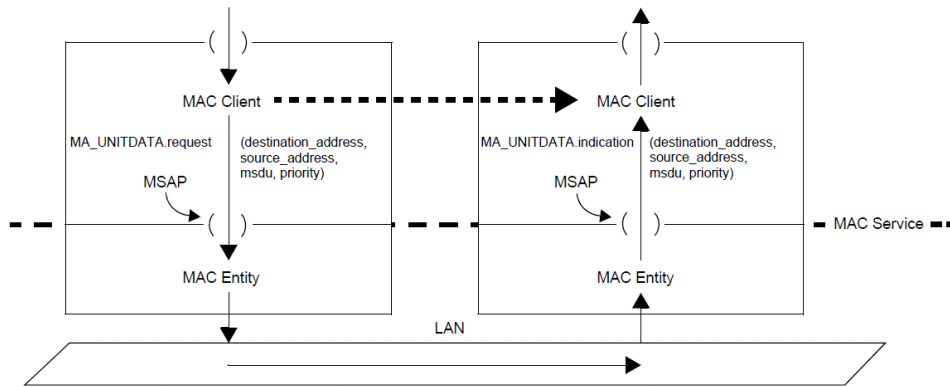 MAC Client
MAC Client
MA_UNITDATA.request
(destination_address,
source_address,
msdu, priority)
MSAP
MA_UNITDATA.indication
(destination_address,
source_address,
msdu, priority)
MSAP
MAC Service
MAC Entity
MAC Entity
LAN